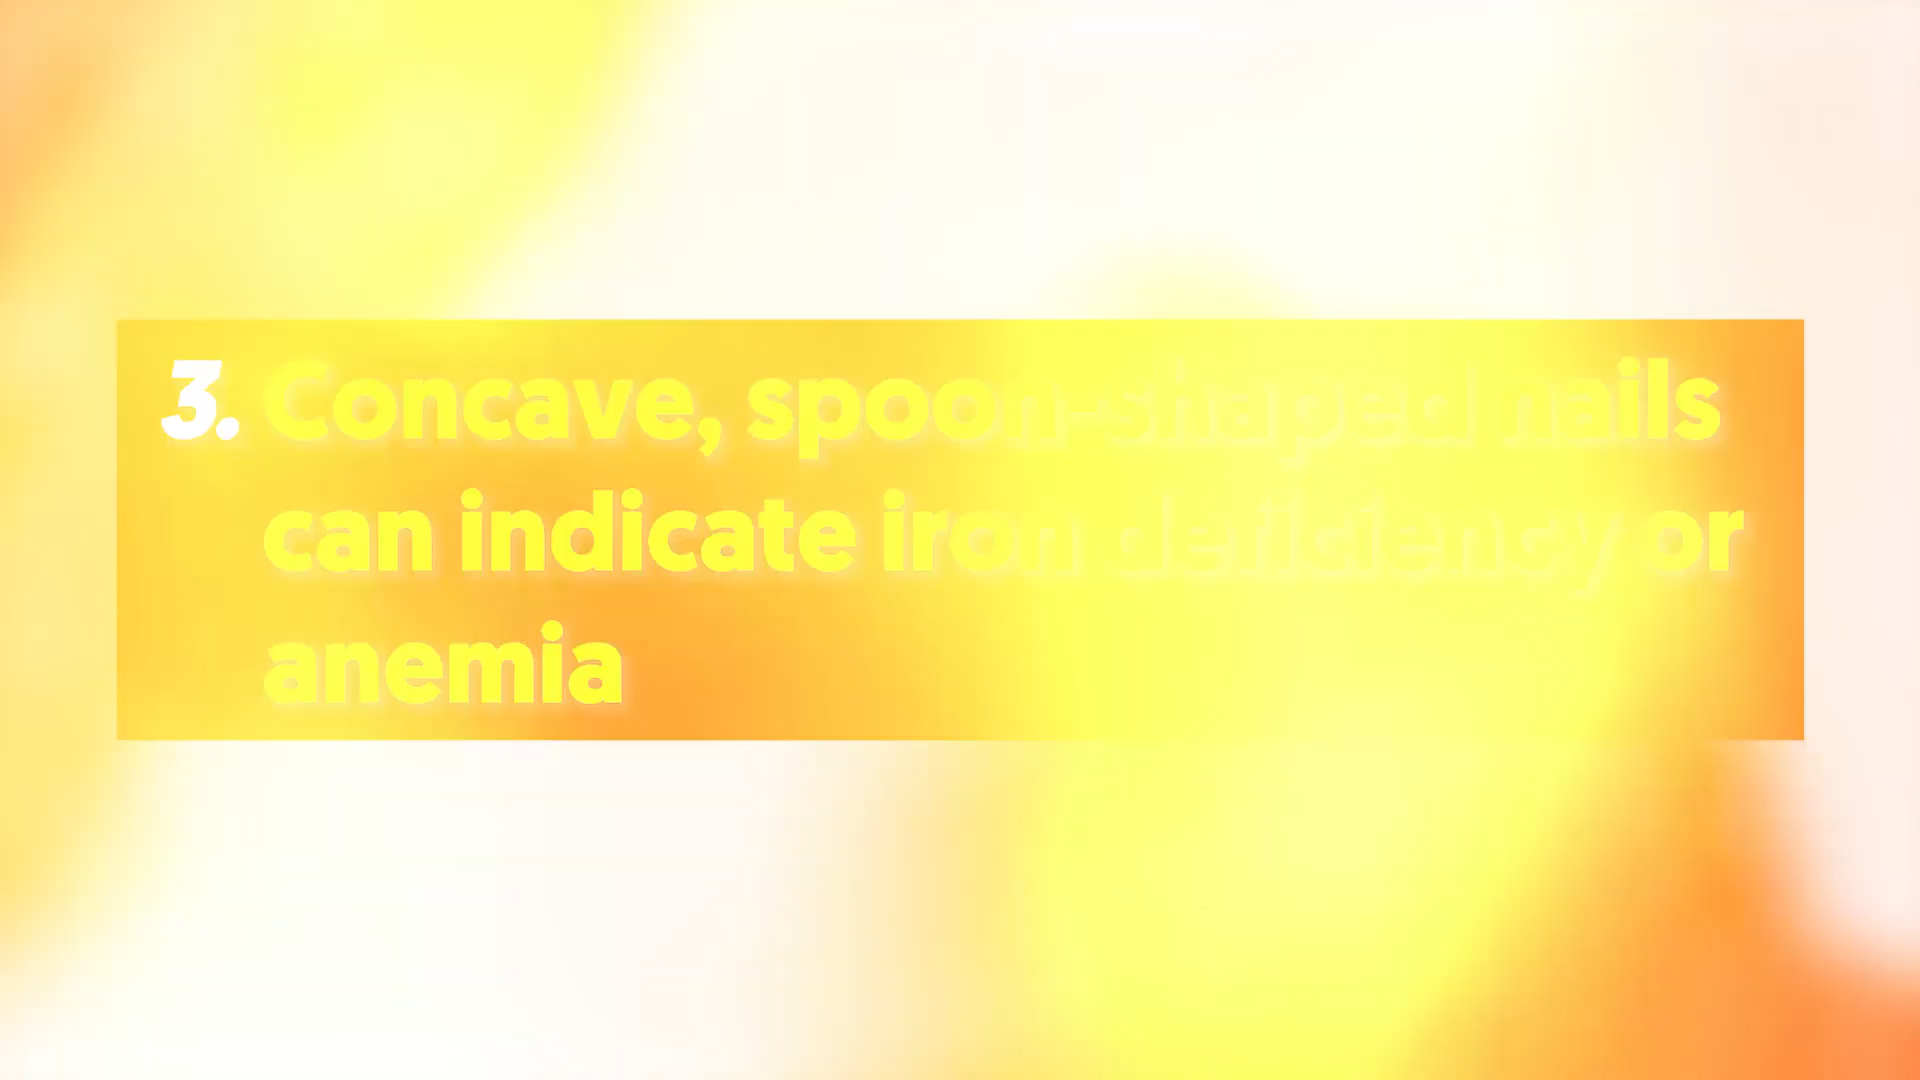 3. Concave, spoon-shaped nails
can indicate iron deficiency or
anemia